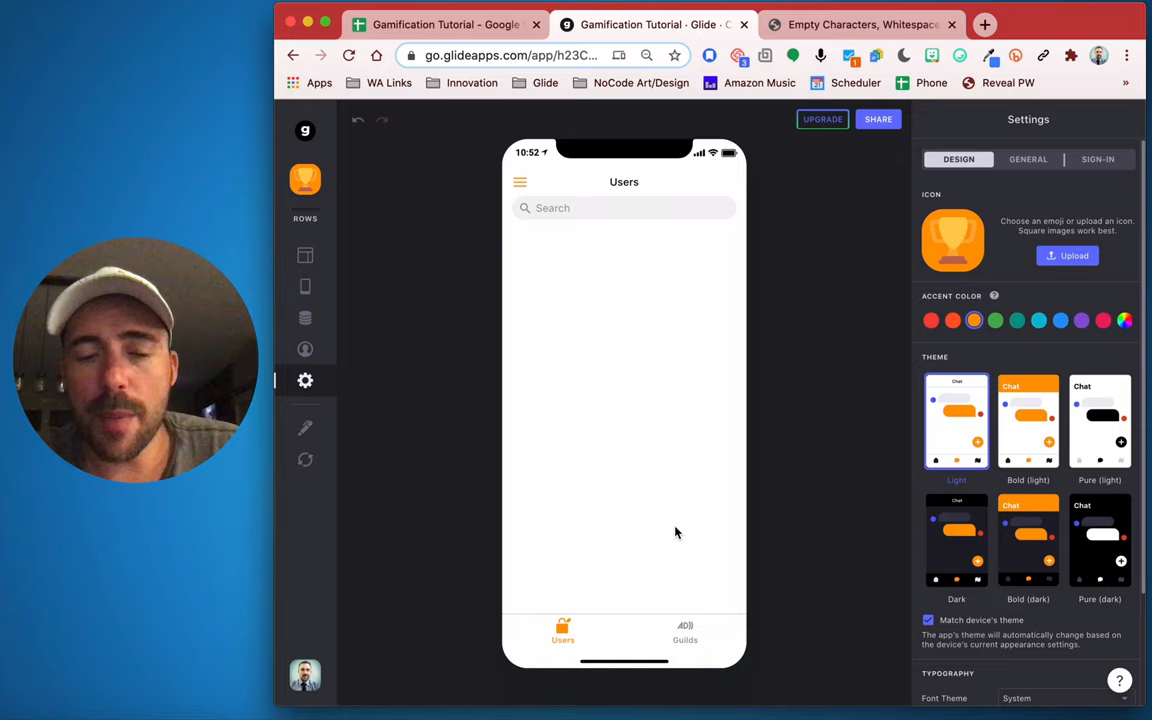 Gamification Tutorial - Google
Gamification Tutorial · Glide · C
Empty Characters, Whitespace
go.glideapps.com/app/h23C...
3
1
Apps
WA Links
Innovation
Glide
NoCode Art/Design
Amazon Music
Scheduler
Phone
Reveal PW
»
g
ROWS
UPGRADE
SHARE
10:52
Users
Search
Users
Guilds
Settings
DESIGN
GENERAL
SIGN-IN
ICON
Choose an emoji or upload an icon.
Square images work best.
Upload
ACCENT COLOR
THEME
Chat
Chat
Chat
Light
Bold (light)
Pure (light)
Chat
Chat
Chat
Dark
Bold (dark)
Pure (dark)
Match device's theme
The app's theme will automatically change based on
the device's current appearance settings.
TYPOGRAPHY
Font Theme
System
?